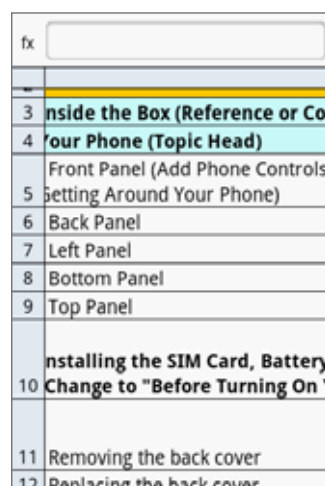 fx
3 nside the Box (Reference or Co
4 Your Phone (Topic Head)
Front Panel (Add Phone Controls
5 Getting Around Your Phone)
6 Back Panel
7 Left Panel
8 Bottom Panel
9 Top Panel
nstalling the SIM Card, Battery
10 Change to "Before Turning On
11 Removing the back cover
12 Replacing the back cover